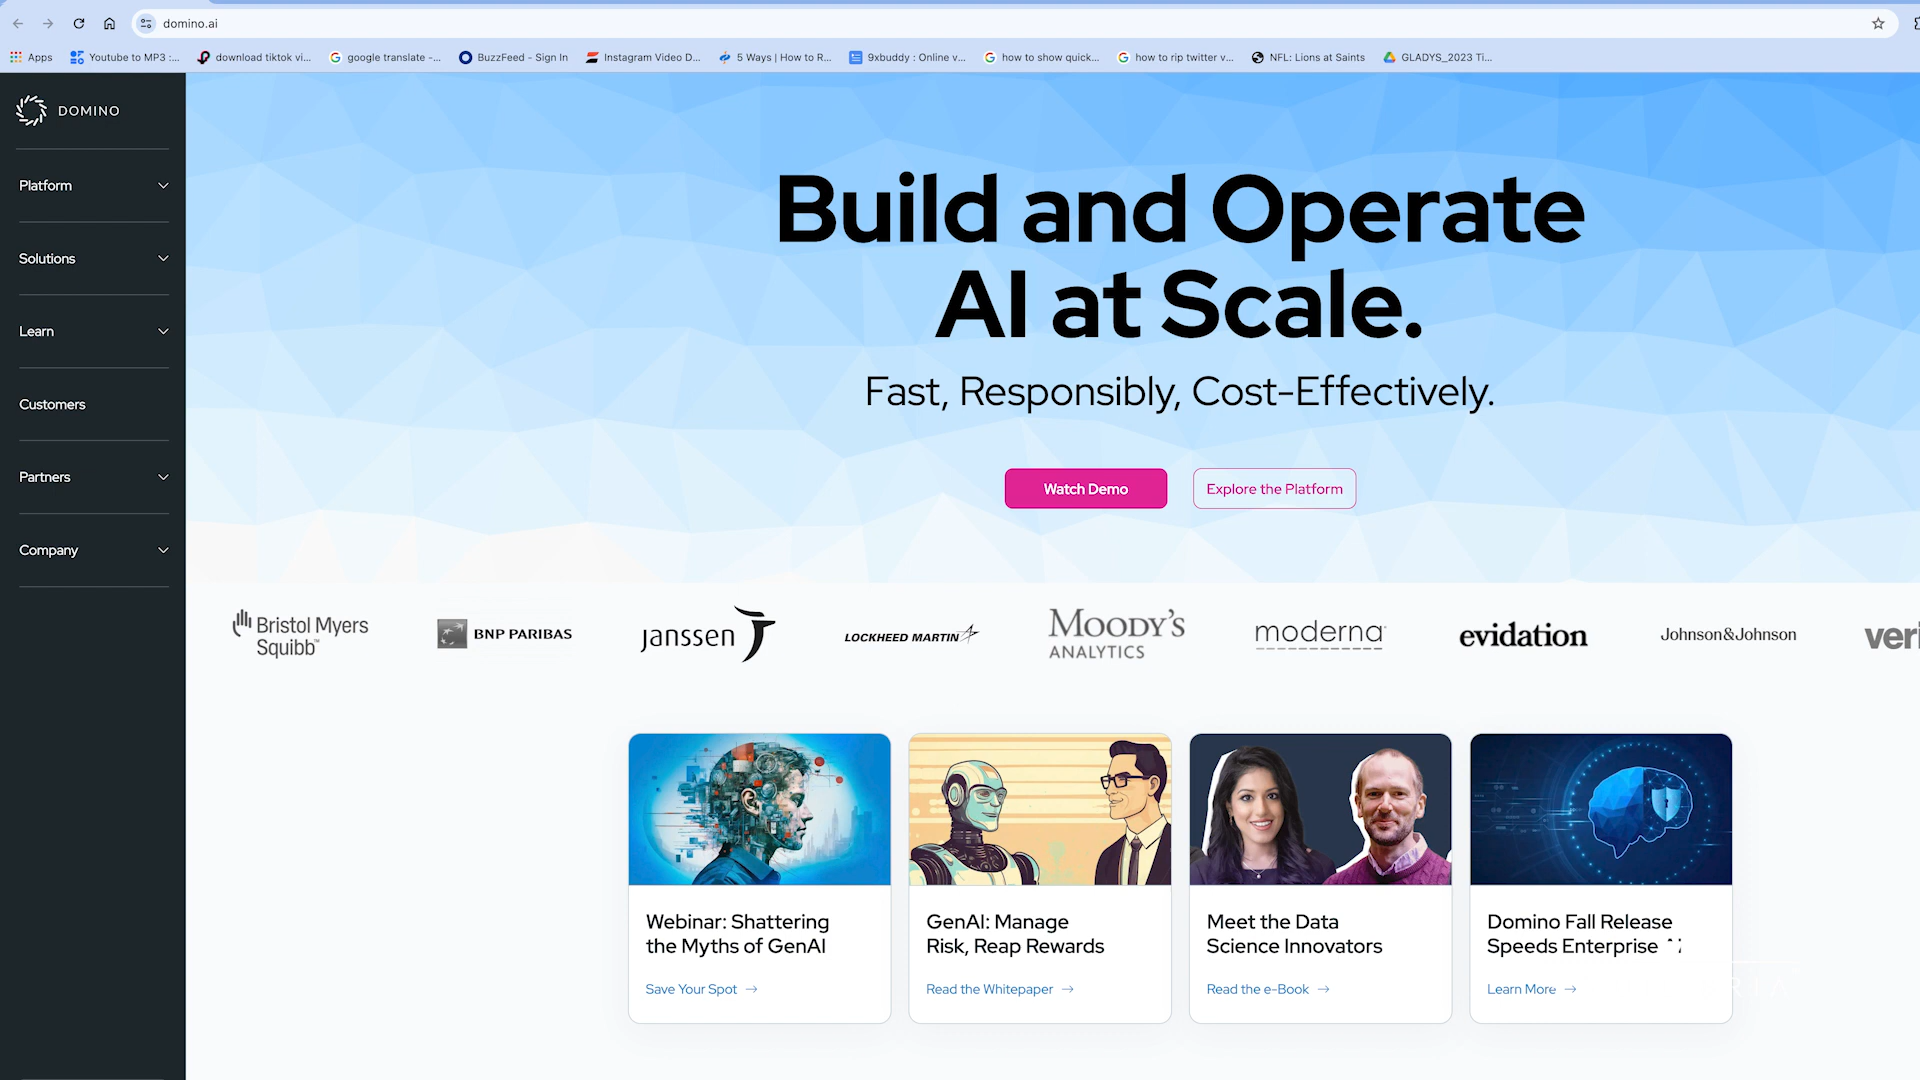 domino.ai
Apps
Youtube to MP3 :...
download tiktok vi...
google translate -...
BuzzFeed - Sign In
Instagram Video D...
5 Ways | How to R...
9xbuddy : Online v...
how to show quick...
how to rip twitter v...
NFL: Lions at Saints
GLADYS_2023 Ti...
DOMINO
Platform
Solutions
Learn
Customers
Partners
Company
Build and Operate
AI at Scale.
Fast, Responsibly, Cost-Effectively.
Watch Demo
Explore the Platform
Bristol Myers
Squibb™
BNP PARIBAS
Janssen
LOCKHEED MARTIN
MOODY'S
ANALYTICS
moderna
evidation
Johnson&Johnson
Webinar: Shattering
the Myths of GenAI
Save Your Spot →
GenAI: Manage
Risk, Reap Rewards
Read the Whitepaper →
Meet the Data
Science Innovators
Read the e-Book →
Domino Fall Release
Speeds Enterprise
Learn More →